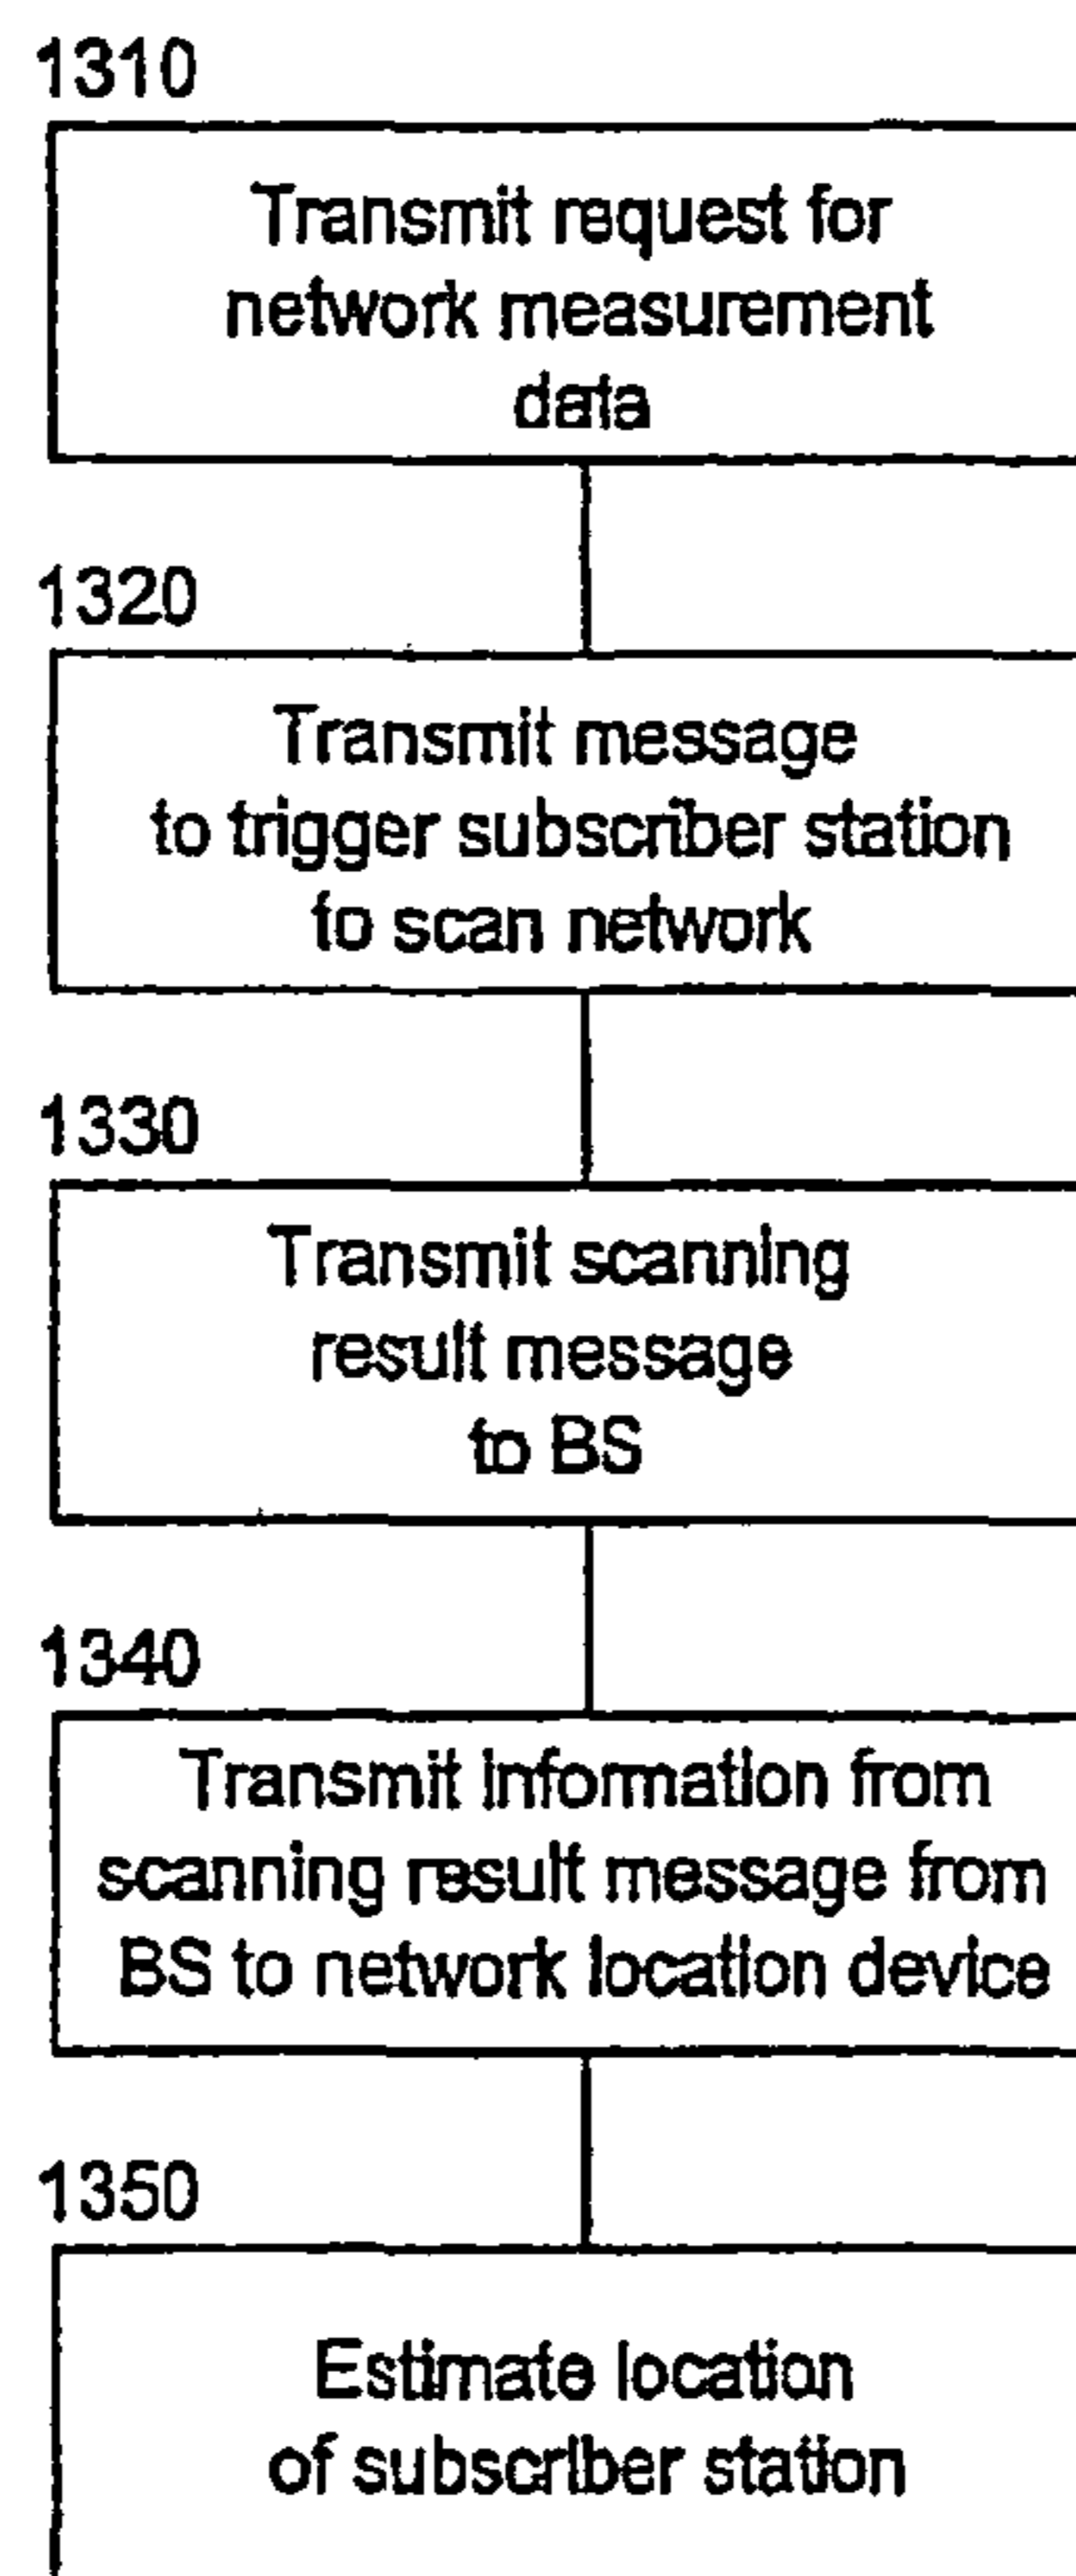 1310
Transmit request for
network measurement
data
1320
Transmit message
to trigger subscriber station
to scan network
1330
Transmit scanning
result message
to BS
1340
Transmit information from
scanning result message from
BS to network location device
1350
Estimate location
of subscriber station